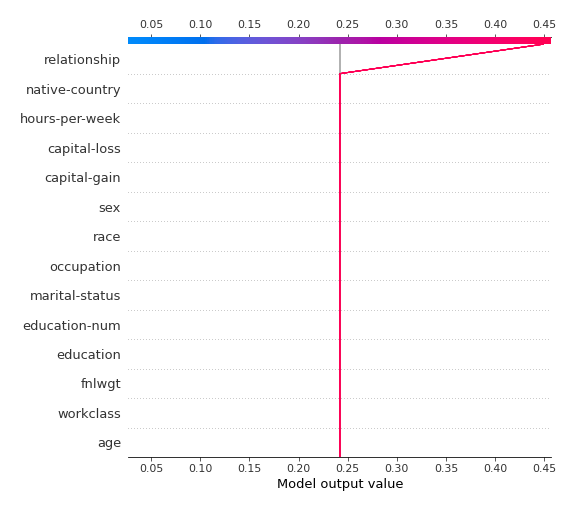 0.05 0.10 0.15 0.20 0.25 0.30 0.35 0.40 0.45
relationship
native-country
hours-per-week
capital-loss
capital-gain
sex
race
occupation
marital-status
education-num
education
fnlwgt
workclass
age
0.05 0.10 0.15 0.20 0.25 0.30 0.35 0.40 0.45
Model output value